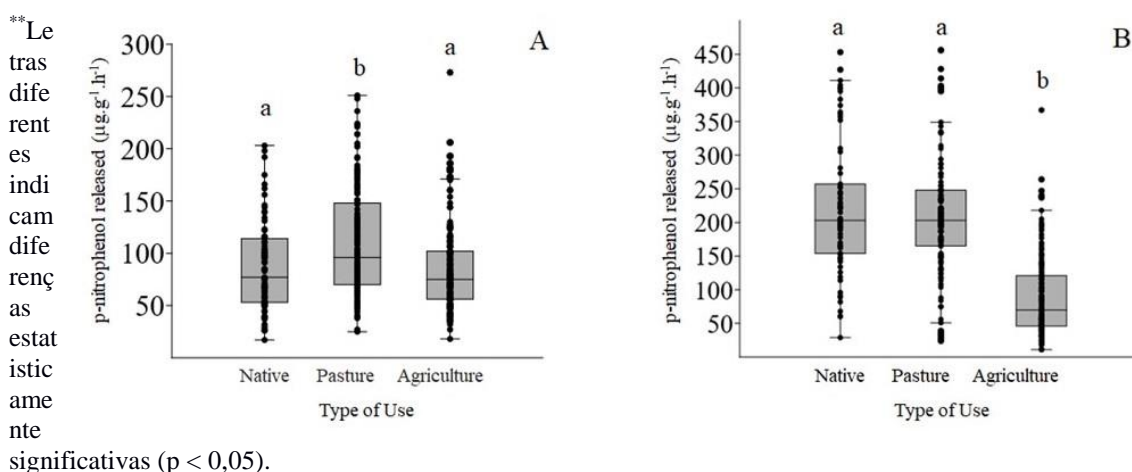 **Le
tras
dife
rent
es
indi
cam
dife
renç
as
estat
istic
ame
nte
significativas (p < 0,05).
A
p-nitrophenol released (µg.g-1.h-1)
300
250
200
150
100
50
a
b
a
Native Pasture Agriculture
Type of Use
B
p-nitrophenol released (µg.g-1.h-1)
450
400
350
300
250
200
150
100
50
a
a
b
Native Pasture Agriculture
Type of Use